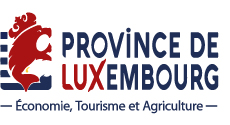 PROVINCE DE
LUXEMBOURG
— Économie, Tourisme et Agriculture —